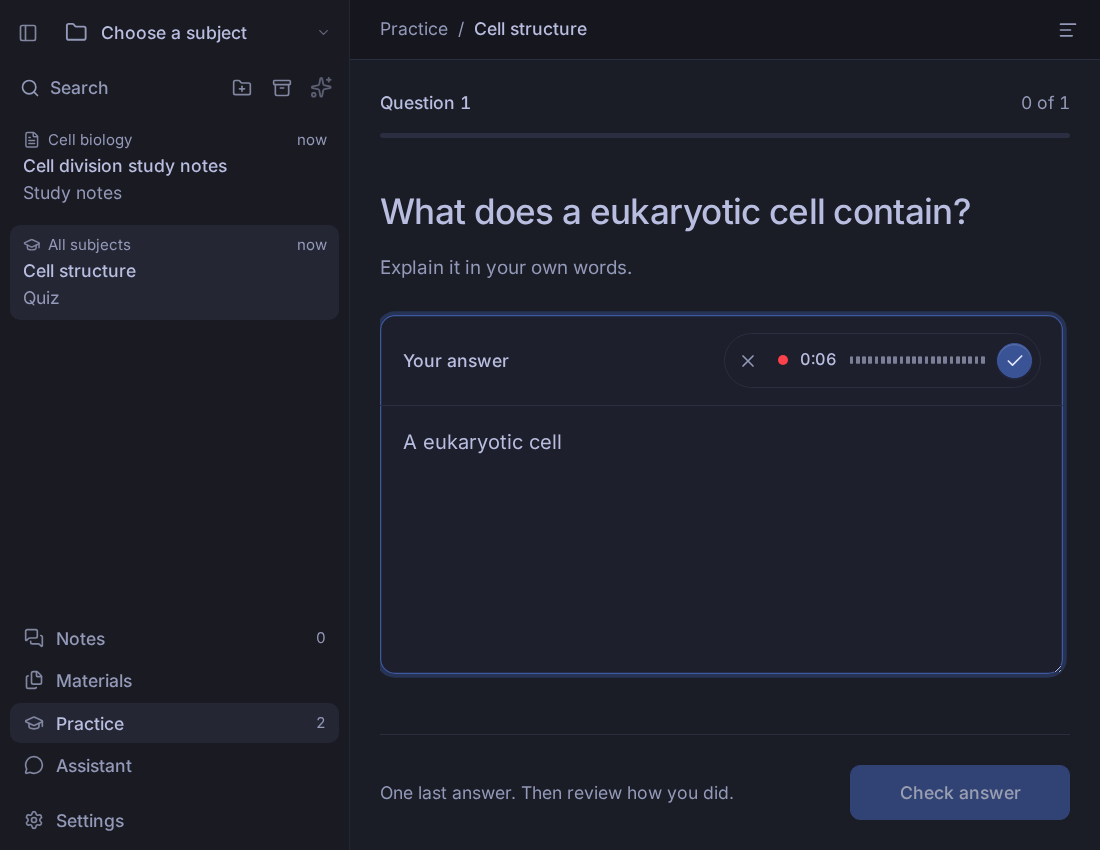 Choose a subject
Search
Cell biology now
Cell division study notes
Study notes
All subjects now
Cell structure
Quiz
Notes 0
Materials
Practice 2
Assistant
Settings
Practice / Cell structure
Question 1 0 of 1
What does a eukaryotic cell contain?
Explain it in your own words.
Your answer 0:06
A eukaryotic cell
One last answer. Then review how you did. Check answer